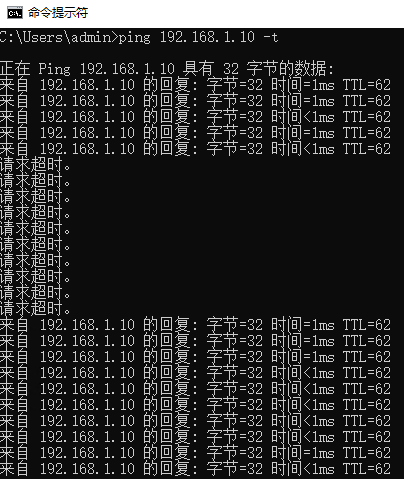 命令提示符
C:\Users\admin>ping 192.168.1.10 -t
正在 Ping 192.168.1.10 具有 32 字节的数据:
来自 192.168.1.10 的回复: 字节=32 时间=1ms TTL=62
来自 192.168.1.10 的回复: 字节=32 时间<1ms TTL=62
来自 192.168.1.10 的回复: 字节=32 时间<1ms TTL=62
来自 192.168.1.10 的回复: 字节=32 时间=1ms TTL=62
来自 192.168.1.10 的回复: 字节=32 时间<1ms TTL=62
请求超时。
请求超时。
请求超时。
请求超时。
请求超时。
请求超时。
请求超时。
请求超时。
请求超时。
请求超时。
来自 192.168.1.10 的回复: 字节=32 时间=1ms TTL=62
来自 192.168.1.10 的回复: 字节=32 时间=1ms TTL=62
来自 192.168.1.10 的回复: 字节=32 时间=1ms TTL=62
来自 192.168.1.10 的回复: 字节=32 时间<1ms TTL=62
来自 192.168.1.10 的回复: 字节=32 时间<1ms TTL=62
来自 192.168.1.10 的回复: 字节=32 时间<1ms TTL=62
来自 192.168.1.10 的回复: 字节=32 时间<1ms TTL=62
来自 192.168.1.10 的回复: 字节=32 时间=1ms TTL=62
来自 192.168.1.10 的回复: 字节=32 时间=1ms TTL=62
来自 192.168.1.10 的回复: 字节=32 时间<1ms TTL=62